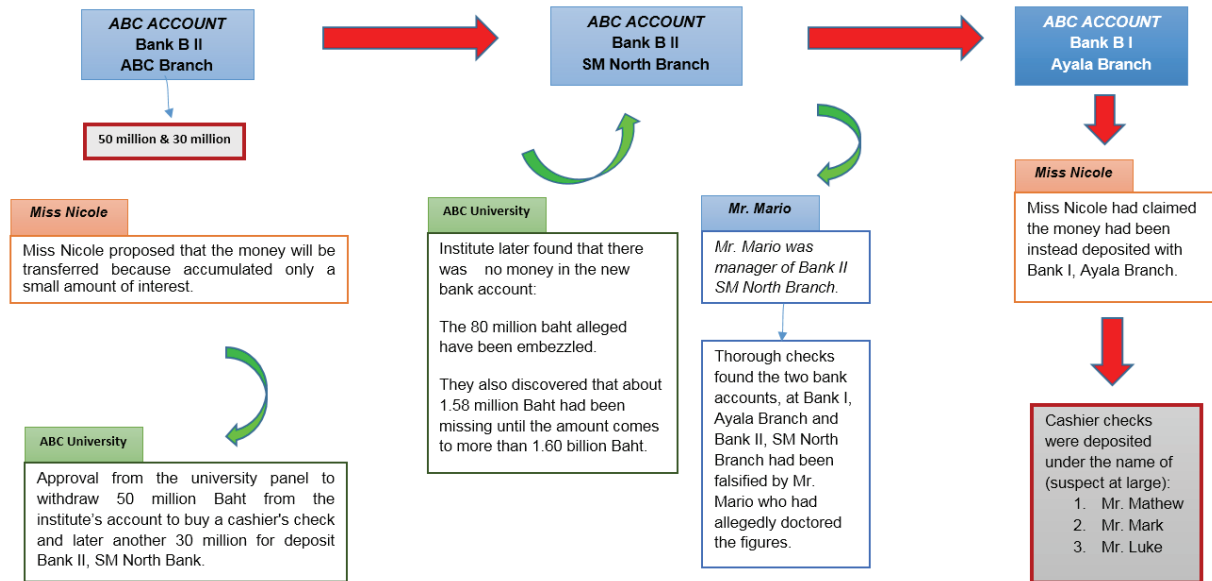 ABC ACCOUNT
Bank B II
ABC Branch
50 million & 30 million
Miss Nicole
Miss Nicole proposed that the money will be
transferred because accumulated only a
small amount of interest.
ABC University
Approval from the university panel to
withdraw 50 million Baht from the
institute's account to buy a cashier's check
and later another 30 million for deposit
Bank II, SM North Bank.
ABC ACCOUNT
Bank B II
SM North Branch
ABC University
Institute later found that there
was no money in the new
bank account:
The 80 million baht alleged
have been embezzled.
They also discovered that about
1.58 million Baht had been
missing until the amount comes
to more than 1.60 billion Baht.
Mr. Mario
Mr. Mario was
manager of Bank II
SM North Branch.
Thorough checks
found the two bank
accounts, at Bank I,
Ayala Branch and
Bank II, SM North
Branch had been
falsified by Mr.
Mario who had
allegedly doctored
the figures.
ABC ACCOUNT
Bank B I
Ayala Branch
Miss Nicole
Miss Nicole had claimed
the money had been
instead deposited with
Bank I, Ayala Branch.
Cashier checks
were deposited
under the name of
(suspect at large):
1. Mr. Mathew
2. Mr. Mark
3. Mr. Luke